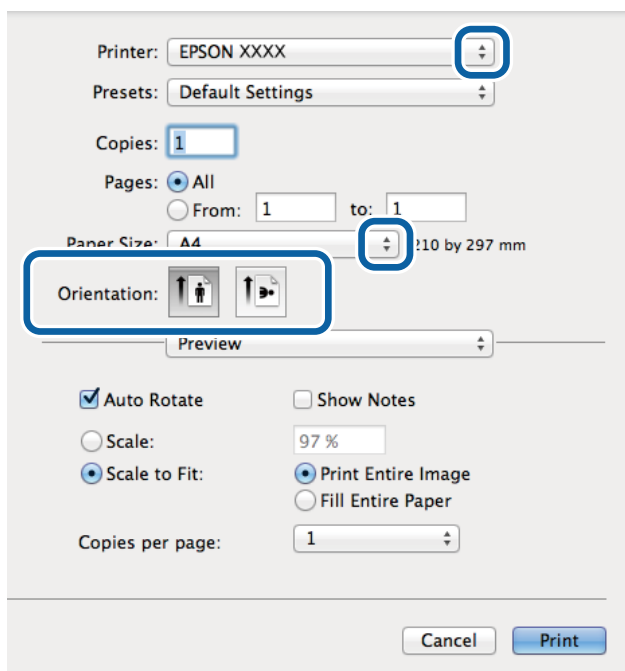 Printer: EPSON XXXX
Presets: Default Settings
Copies: 1
Pages: All
From: 1 to: 1
Paper Size: A4 210 by 297 mm
Orientation:
Preview
Auto Rotate Show Notes
Scale: 97 %
Scale to Fit: Print Entire Image
Fill Entire Paper
Copies per page: 1
Cancel Print